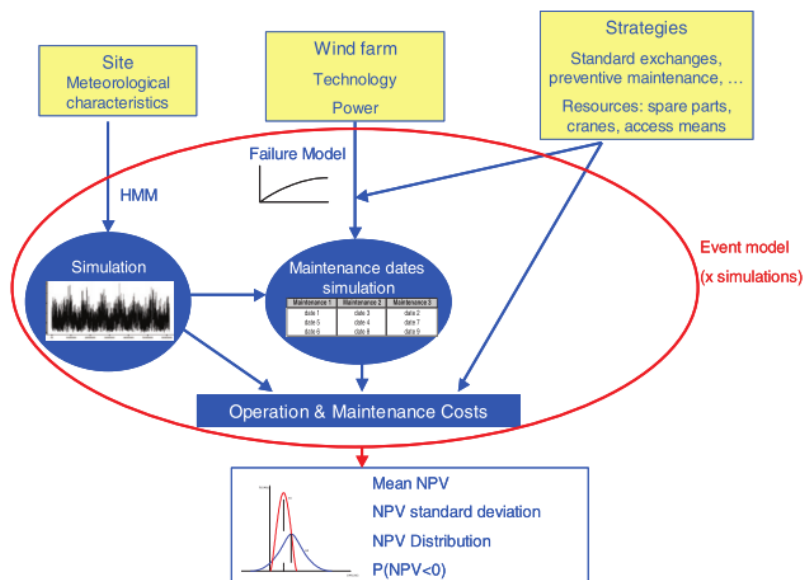 Site
Meteorological
characteristics
Wind farm
Technology
Power
Strategies
Standard exchanges,
preventive maintenance, ...
Resources: spare parts,
cranes, access means
Failure Model
HMM
Simulation
Maintenance dates
simulation
Maintenance 1 Maintenance 2 Maintenance 3
date 1 date 3 date 2
date 5 date 4 date 7
date 6 date 8 date 9
Event model
(x simulations)
Operation & Maintenance Costs
Mean NPV
NPV standard deviation
NPV Distribution
P(NPV<0)